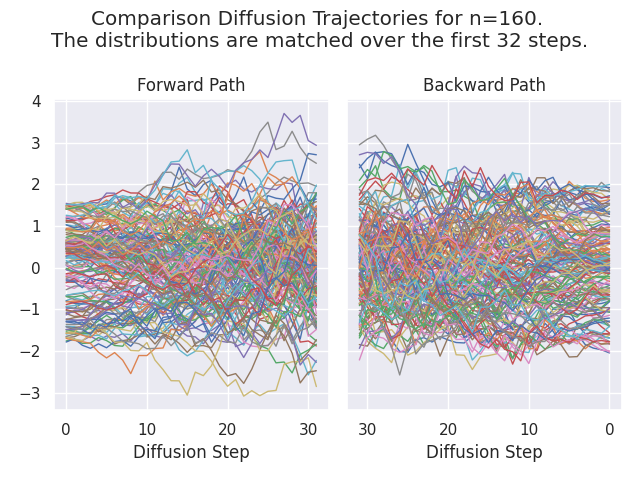 Comparison Diffusion Trajectories for n=160.
The distributions are matched over the first 32 steps.
Forward Path
Backward Path
4
3
2
1
0
−1
−2
−3
0 10 20 30
30 20 10 0
Diffusion Step
Diffusion Step